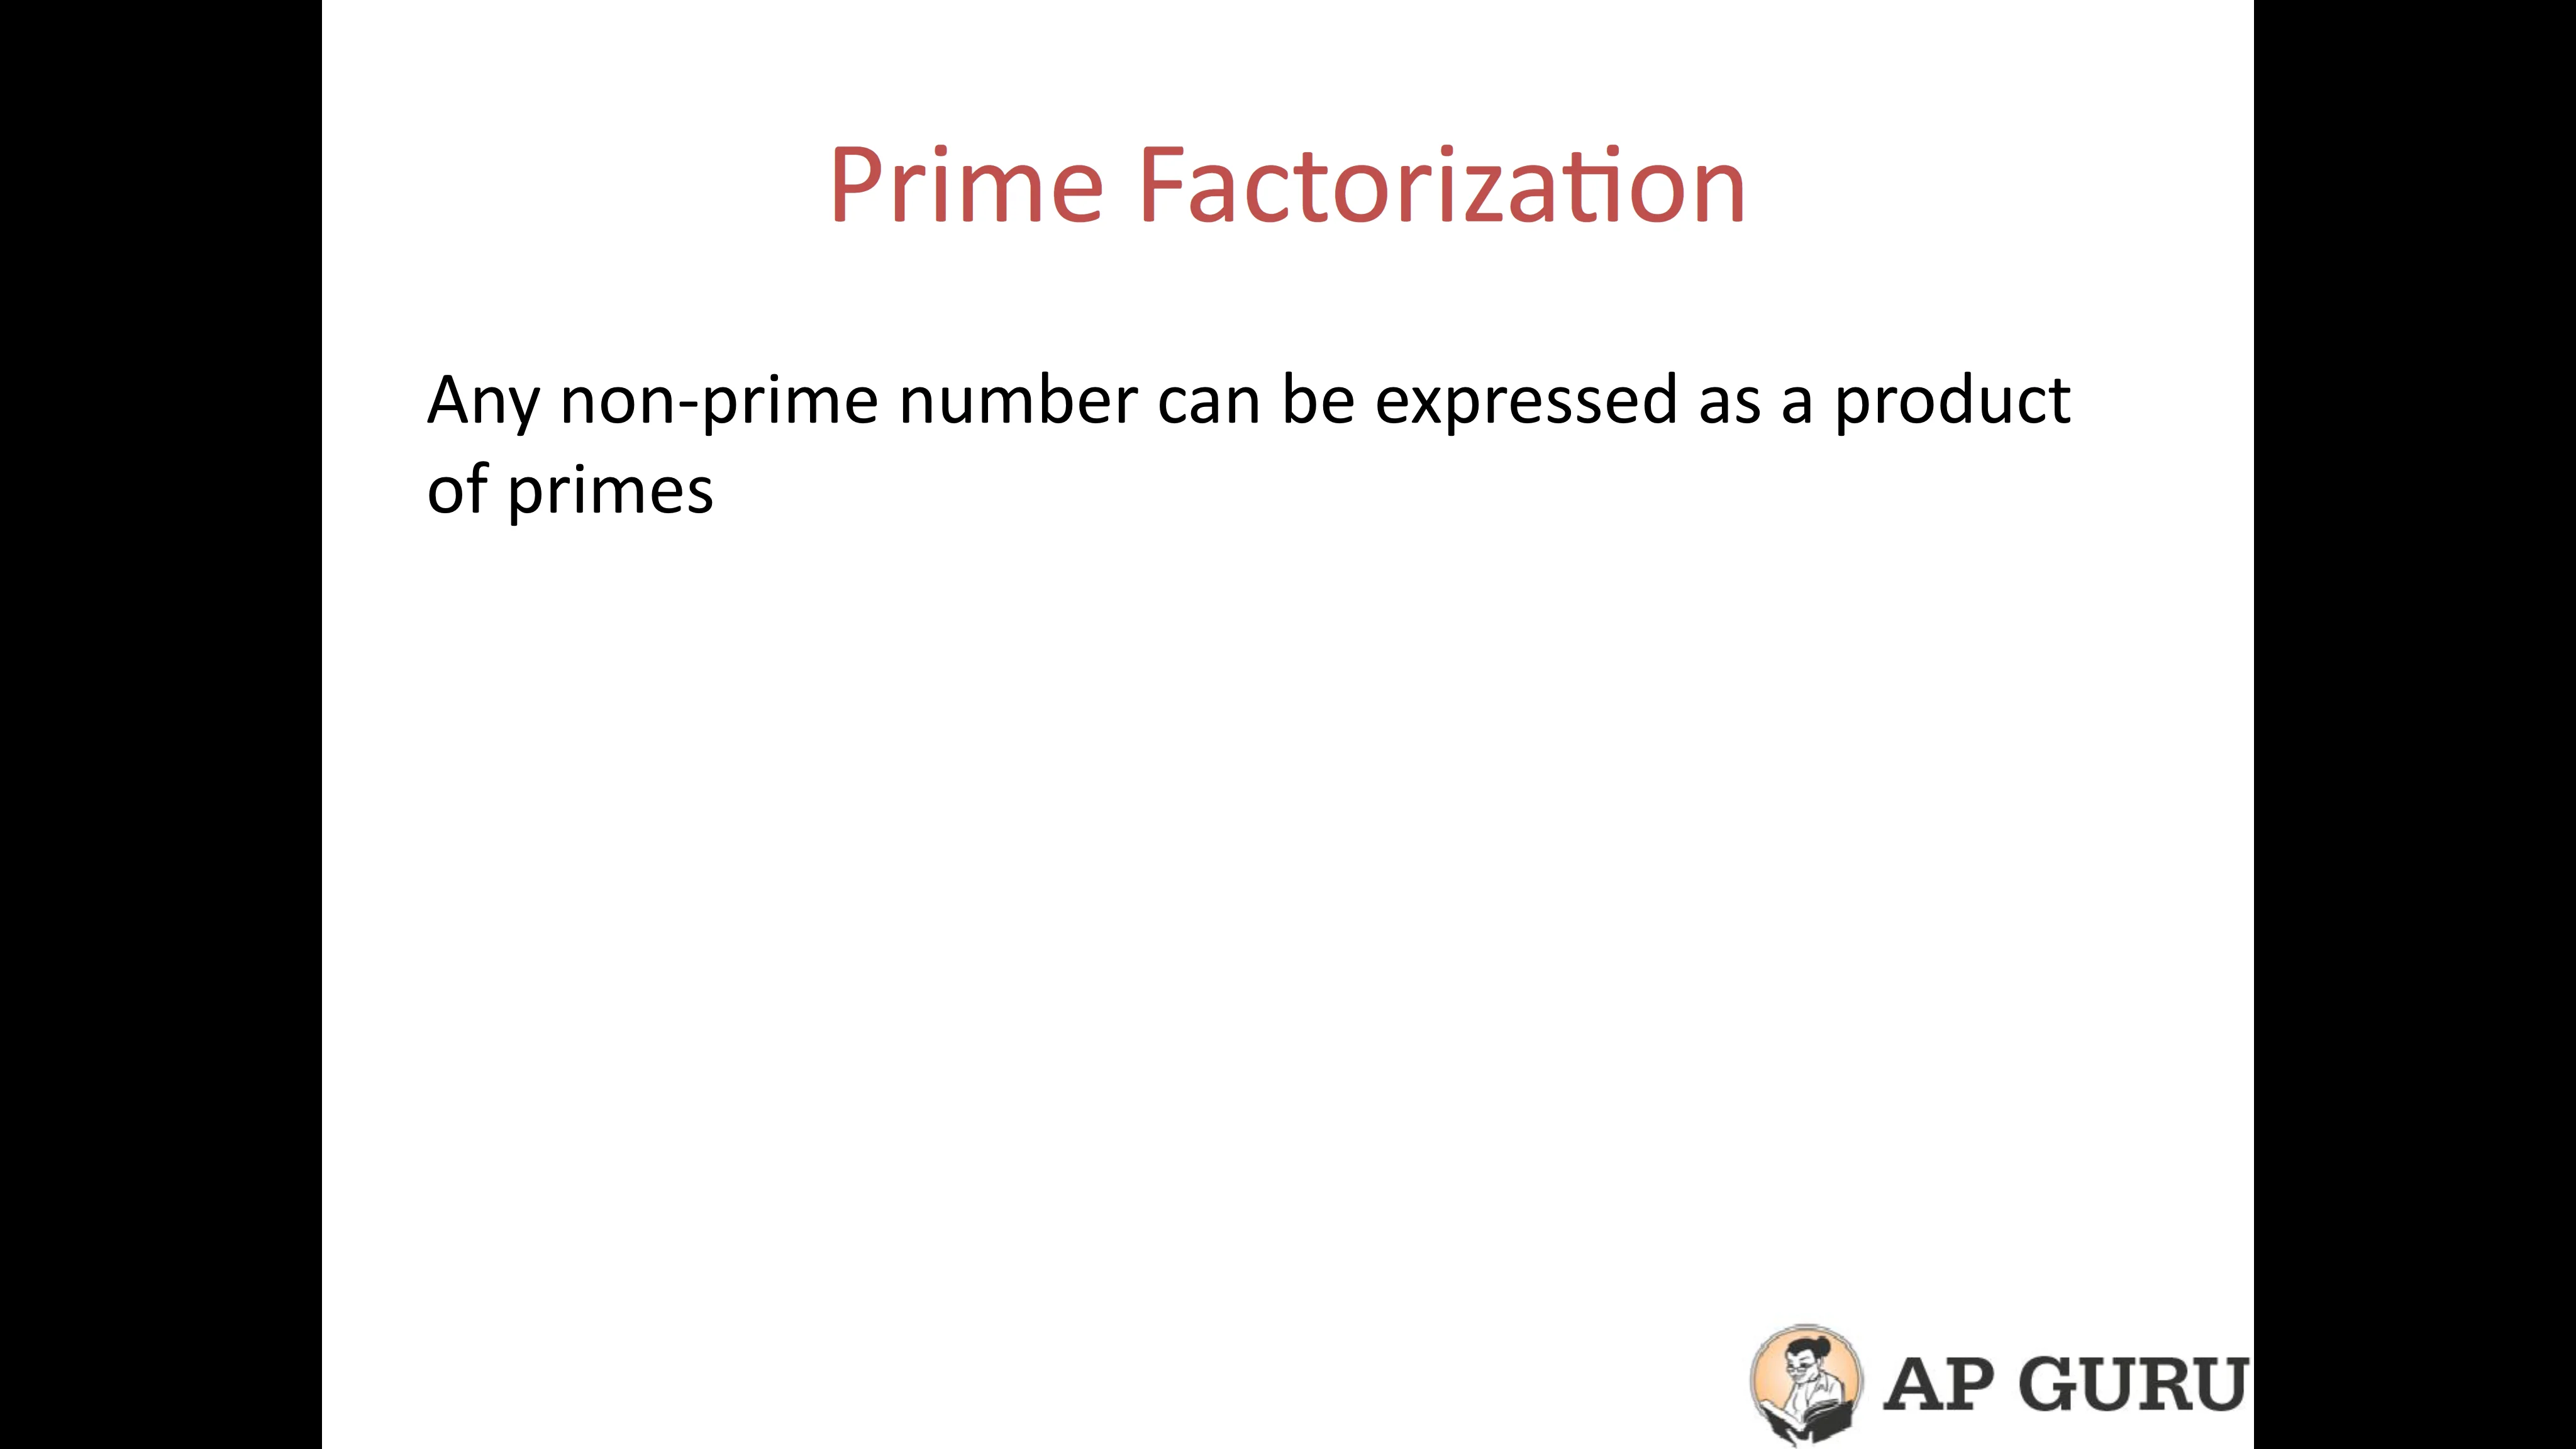 Prime Factorization
Any non-prime number can be expressed as a product
of primes
AP GURU